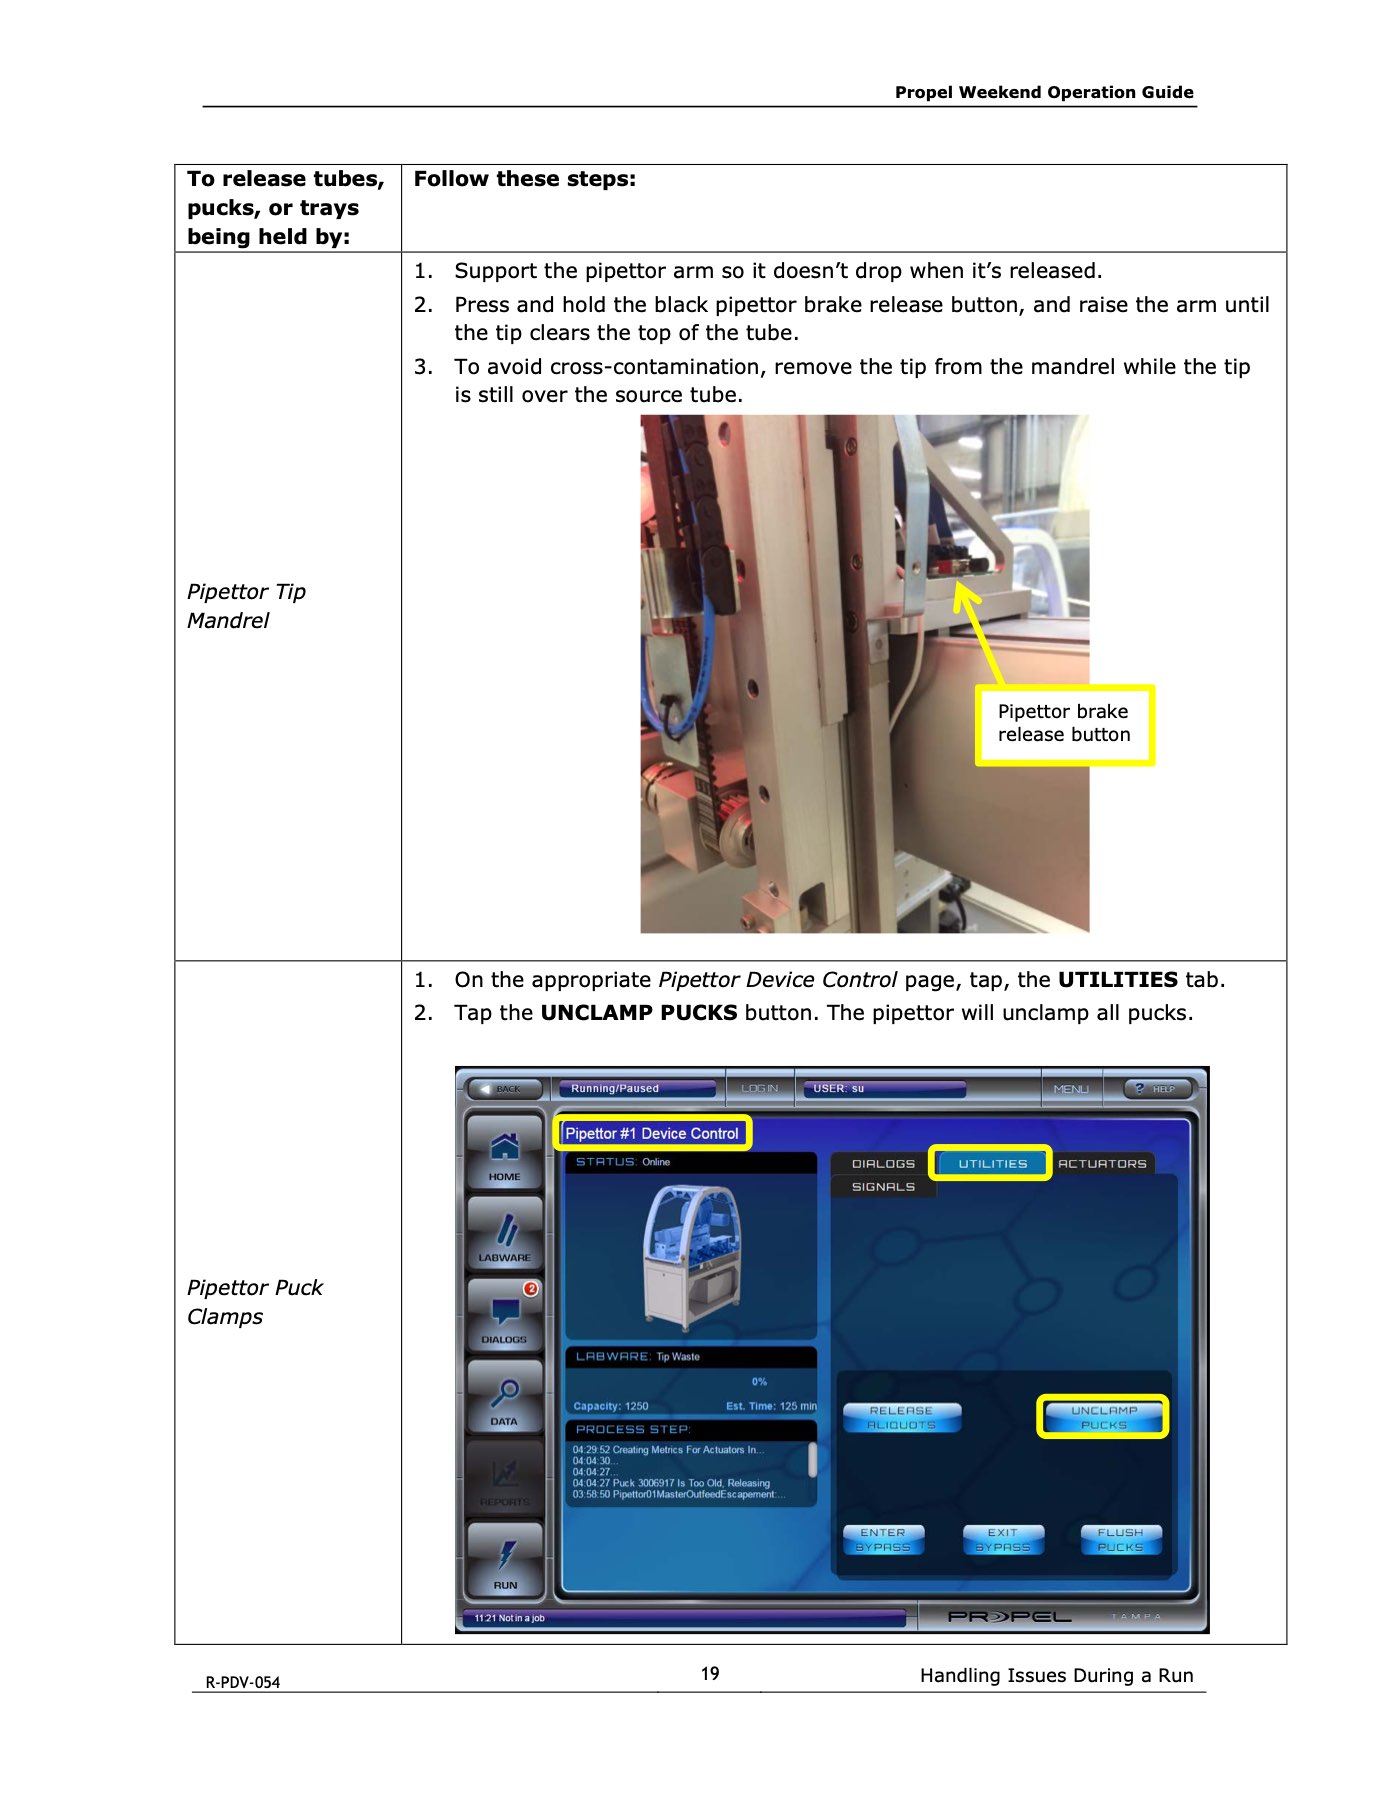 Propel Weekend Operation Guide
To release tubes,
pucks, or trays
being held by:
Follow these steps:
Pipettor Tip
Mandrel
1. Support the pipettor arm so it doesn’t drop when it’s released.
2. Press and hold the black pipettor brake release button, and raise the arm until
the tip clears the top of the tube.
3. To avoid cross-contamination, remove the tip from the mandrel while the tip
is still over the source tube.
Pipettor brake
release button
Pipettor Puck
Clamps
1. On the appropriate Pipettor Device Control page, tap, the UTILITIES tab.
2. Tap the UNCLAMP PUCKS button. The pipettor will unclamp all pucks.
BACK
Running/Paused
LOGIN
USER: su
MENU
? HELP
HOME
LABWARE
2
DIALOGS
DATA
REPORTS
RUN
Pipettor #1 Device Control
STATUS: Online
LABWARE: Tip Waste
0%
Capacity: 1250 Est. Time: 125 min
PROCESS STEP:
04:29:52 Creating Metrics For Actuators In...
04:04:30...
04:04:27...
04:04:27 Puck 3006917 Is Too Old, Releasing
03:58:50 Pipettor01MasterOutfeedEscapement:...
DIALOGS
UTILITIES
ACTUATORS
SIGNALS
RELEASE
ALIQUOTS
UNCLAMP
PUCKS
ENTER
BYPASS
EXIT
BYPASS
FLUSH
PUCKS
11:21 Not in a job
PROPEL
TAMPA
R-PDV-054
19
Handling Issues During a Run